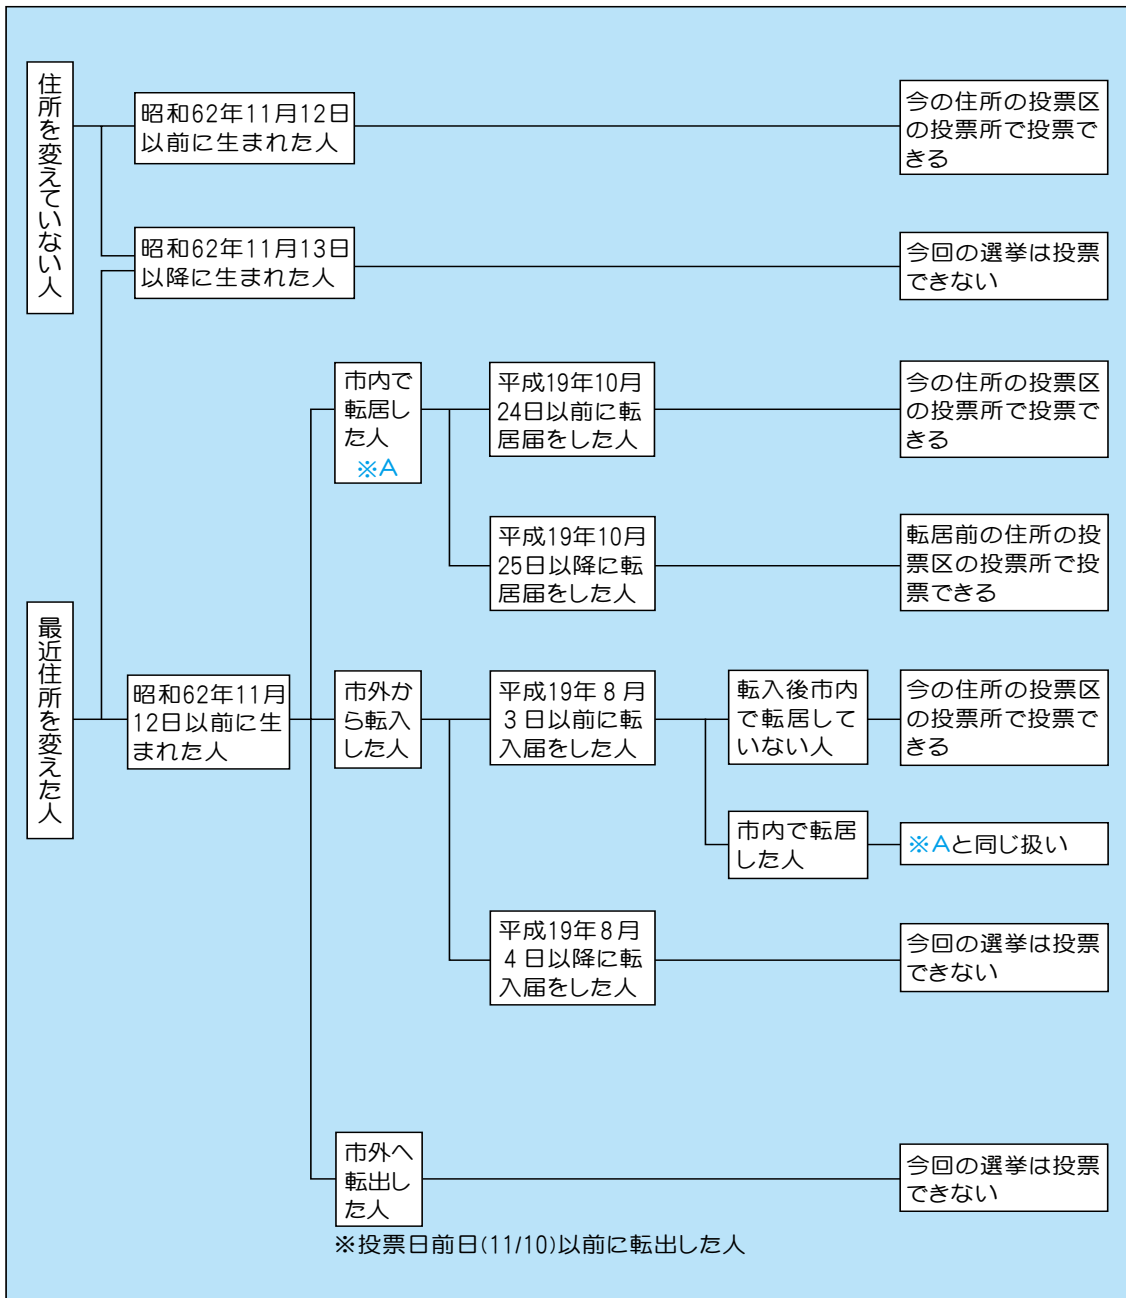 住所を変えていない人
昭和62年11月12日
以前に生まれた人
今の住所の投票区
の投票所で投票で
きる
昭和62年11月13日
以降に生まれた人
今回の選挙は投票
できない
市内で
転居し
た人
※A
平成19年10月
24日以前に転
居届をした人
今の住所の投票区
の投票所で投票で
きる
平成19年10月
25日以降に転
居届をした人
転居前の住所の投
票区の投票所で投
票できる
最近住所を変えた人
昭和62年11月
12日以前に生
まれた人
市外か
ら転入
した人
平成19年8月
3日以前に転
入届をした人
転入後市内
で転居して
いない人
今の住所の投票区
の投票所で投票で
きる
市内で転居
した人
※Aと同じ扱い
平成19年8月
4日以降に転
入届をした人
今回の選挙は投票
できない
市外へ
転出し
た人
今回の選挙は投票
できない
※投票日前日(11/10)以前に転出した人